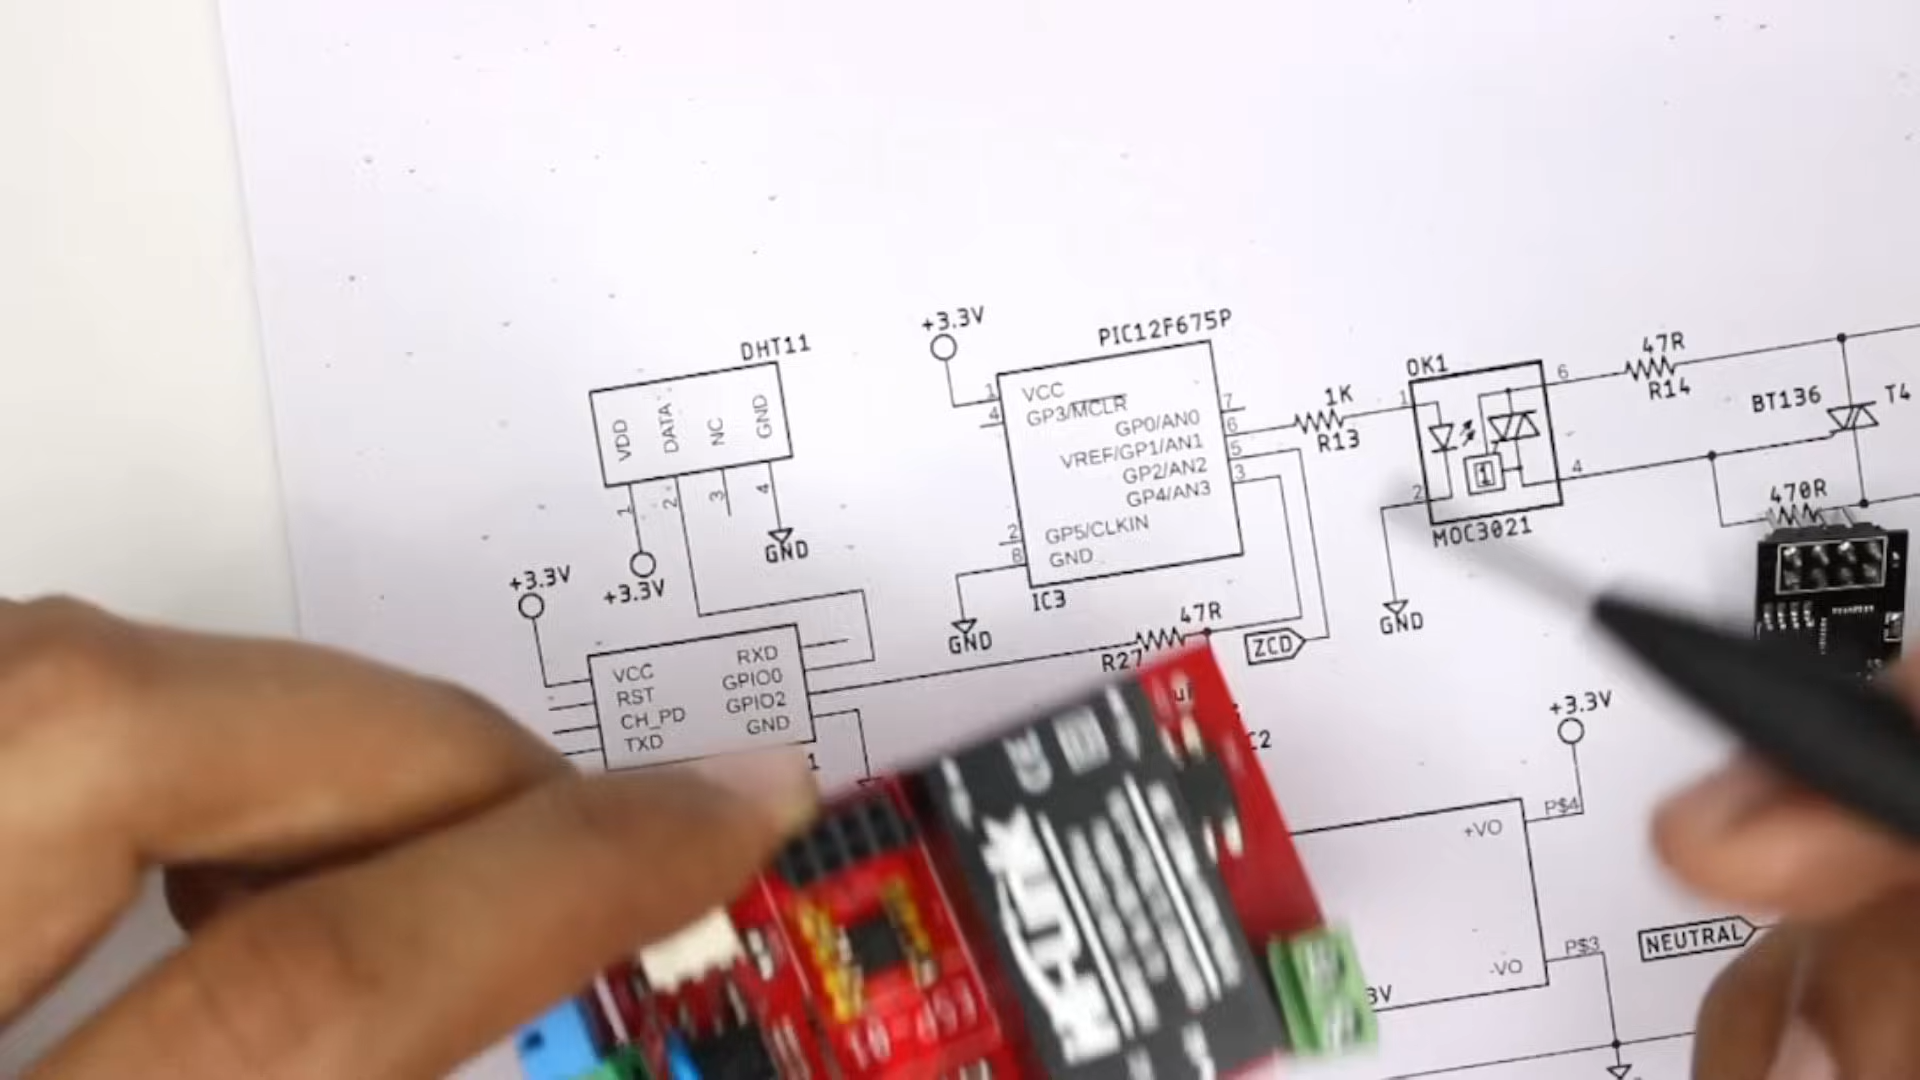 DHT11
VDD
DATA
NC
GND
1
2
3
4
+3.3V
GND
+3.3V
VCC
RST
CH_PD
TXD
RXD
GPIO0
GPIO2
GND
1
+3.3V
PIC12F675P
1
4
VCC
GP3/MCLR
GP0/AN0
VREF/GP1/AN1
GP2/AN2
GP4/AN3
GP5/CLKIN
GND
7
6
5
3
2
8
IC3
GND
47R
R27
ZCD
1K
R13
OK1
1
2
6
4
1
MOC3021
GND
47R
R14
BT136
T4
470R
+3.3V
P$4
+VO
-VO
P$3
NEUTRAL
C2
3V